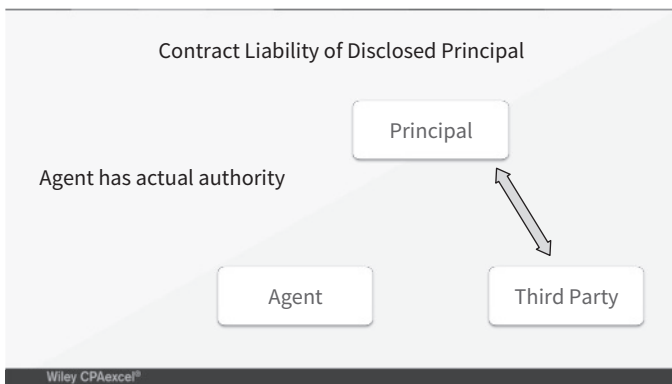 Contract Liability of Disclosed Principal
Principal
Agent has actual authority
Agent
Third Party
Wiley CPAexcel®